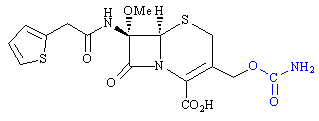 OMe H
H
N S
S O O N O NH₂
CO₂H O